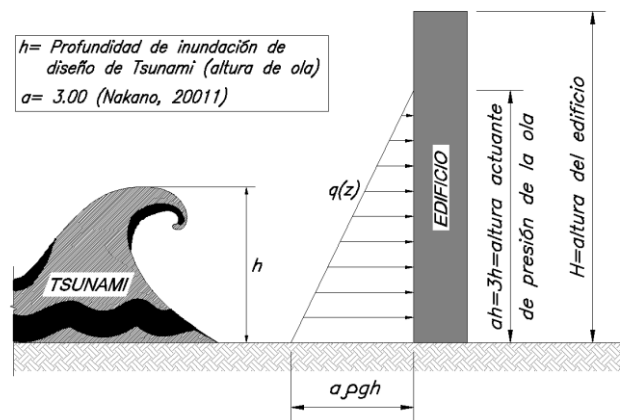 h= Profundidad de inundación de
diseño de Tsunami (altura de ola)
a= 3.00 (Nakano, 20011)
TSUNAMI
h
q(z)
EDIFICIO
ah=3h=altura actuante
de presión de la ola
H=altura del edificio
aρgh